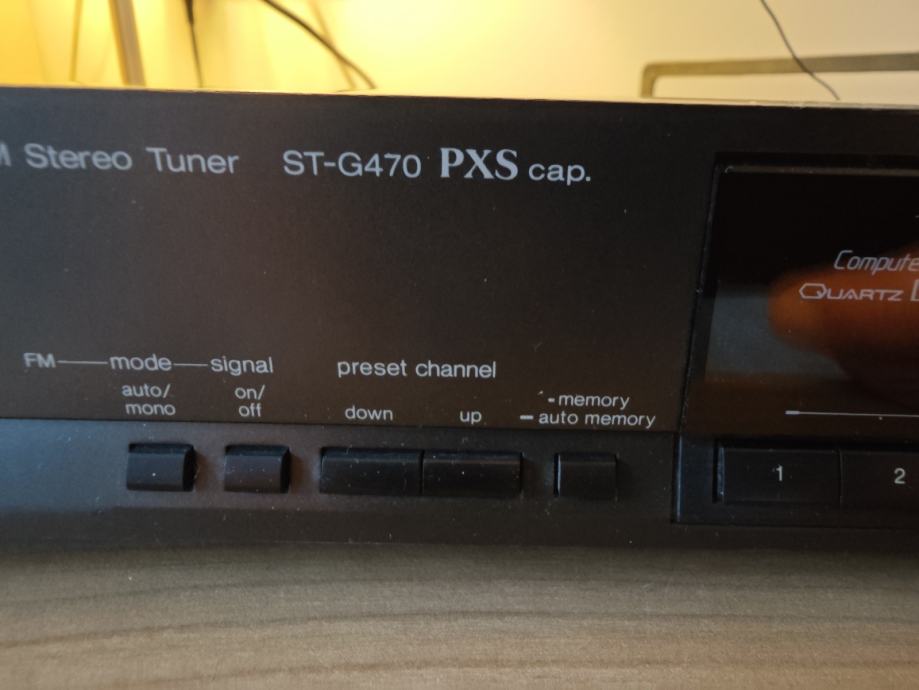 Stereo Tuner ST-G470 PXS cap.
Compute
QUARTZ
FM mode signal preset channel
auto/ on/
mono off down up
- memory
— auto memory
1 2